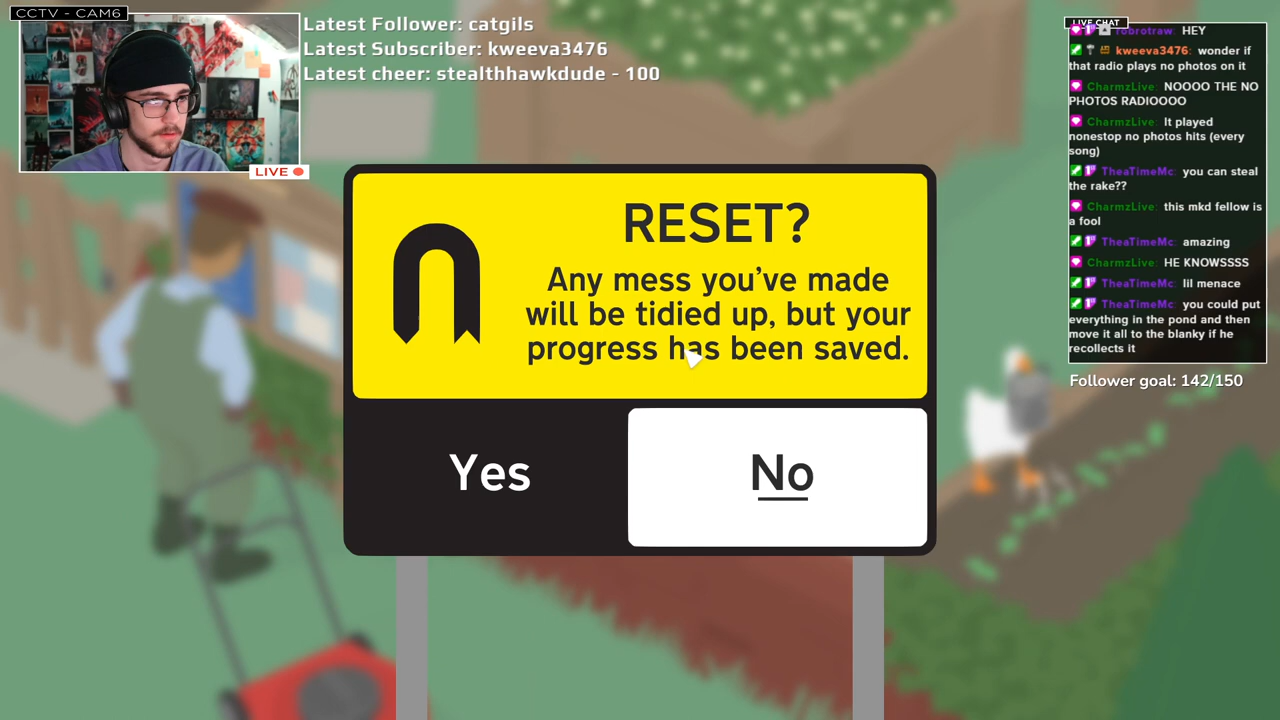 CCTV - CAM6
LIVE
Latest Follower: catgils
Latest Subscriber: kweeva3476
Latest cheer: stealthhawkdude - 100
RESET?
Any mess you've made
will be tidied up, but your
progress has been saved.
Yes
No
LIVE CHAT
robrotraw: HEY
kweeva3476: wonder if
that radio plays no photos on it
CharmzLive: NOOOO THE NO
PHOTOS RADIOOOO
CharmzLive: It played
nonestop no photos hits (every
song)
TheaTimeMc: you can steal
the rake??
CharmzLive: this mkd fellow is
a fool
TheaTimeMc: amazing
CharmzLive: HE KNOWSSSS
TheaTimeMc: lil menace
TheaTimeMc: you could put
everything in the pond and then
move it all to the blanky if he
recollects it
Follower goal: 142/150